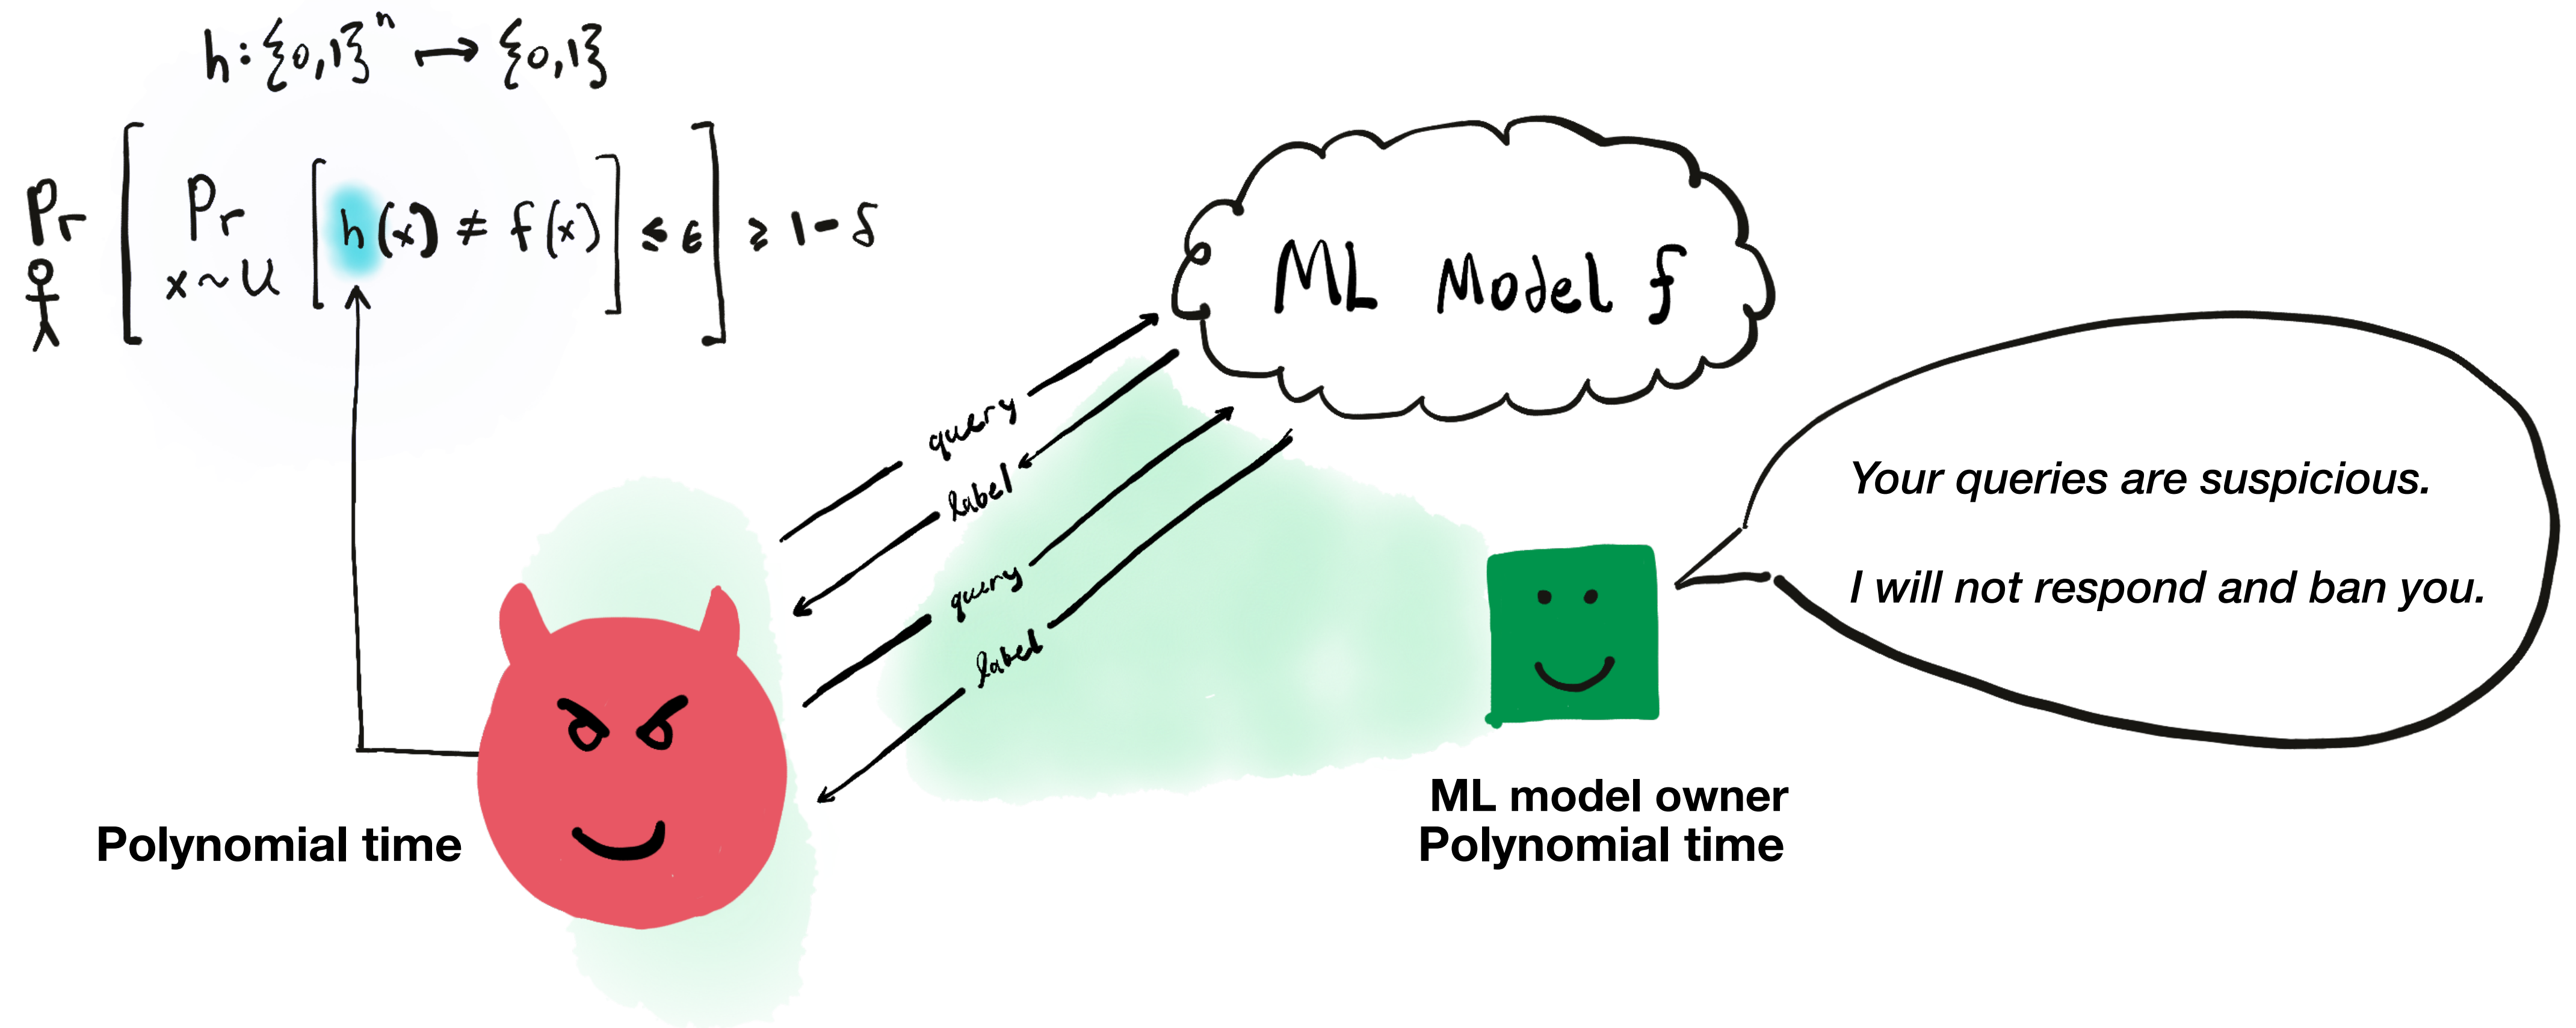 h: {0,1}ⁿ → {0,1}
Pr [ Pr x~U [ h(x) ≠ f(x) ] ≤ ε ] ≥ 1 - δ
ML Model f
query
label
query
label
Your queries are suspicious.
I will not respond and ban you.
ML model owner
Polynomial time
Polynomial time